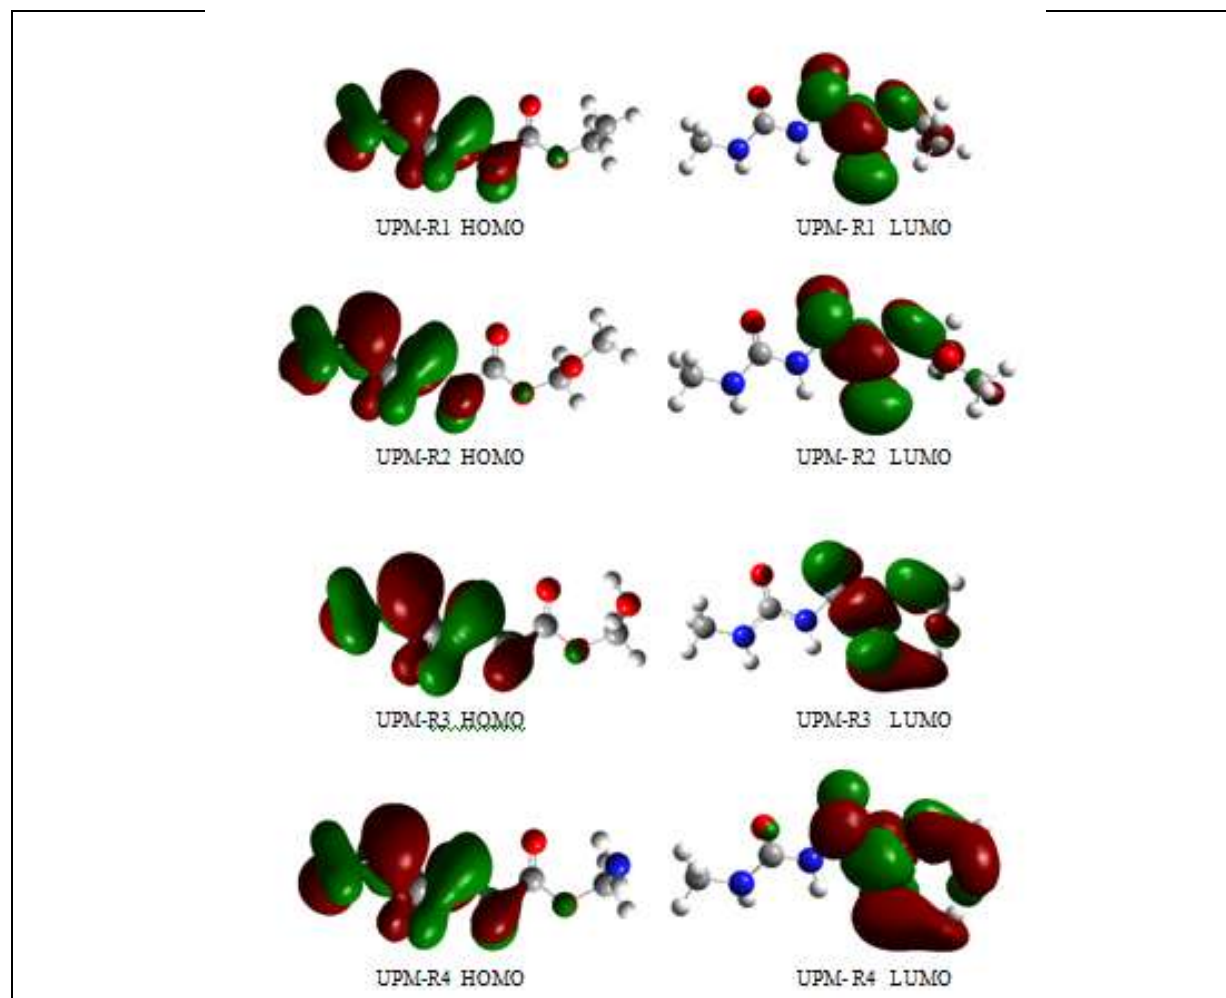 UPM-R1 HOMO UPM- R1 LUMO
UPM-R2 HOMO UPM- R2 LUMO
UPM-R3 HOMO UPM-R3 LUMO
UPM-R4 HOMO UPM- R4 LUMO